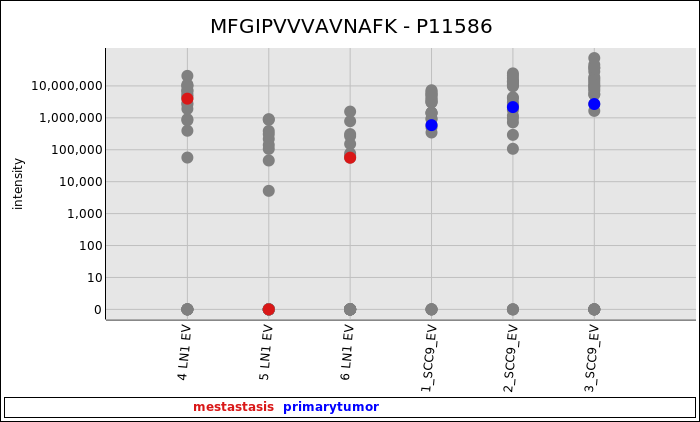 MFGIPVVVAVNAFK - P11586
intensity
10,000,000
1,000,000
100,000
10,000
1,000
100
10
0
4 LN1 EV
5 LN1 EV
6 LN1 EV
1_SCC9_EV
2_SCC9_EV
3_SCC9_EV
mestastasis primarytumor